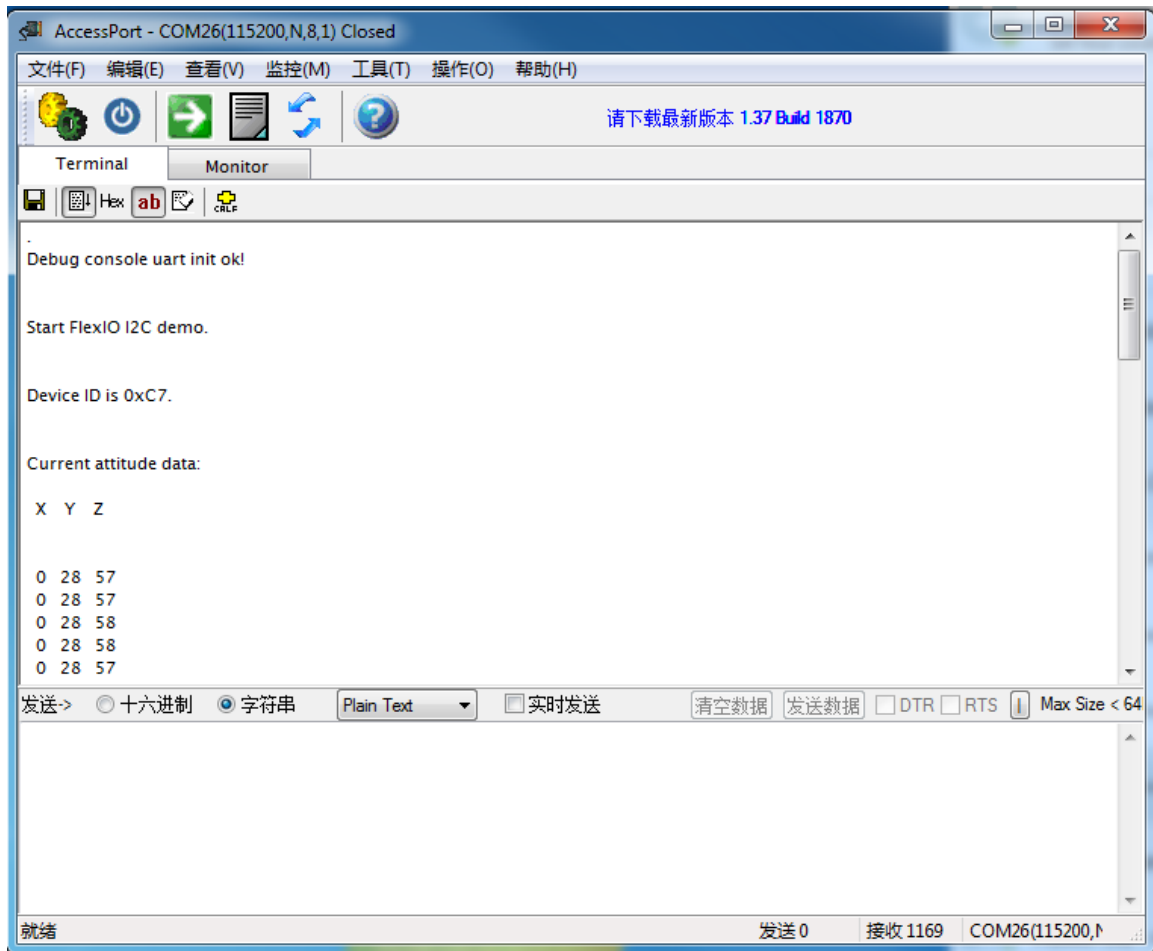 AccessPort - COM26(115200,N,8,1) Closed
文件(F) 编辑(E) 查看(V) 监控(M) 工具(T) 操作(O) 帮助(H)
请下载最新版本 1.37 Build 1870
Terminal Monitor
Hex ab CRLF
.
Debug console uart init ok!
Start FlexIO I2C demo.
Device ID is 0xC7.
Current attitude data:
X Y Z
0 28 57
0 28 57
0 28 58
0 28 58
0 28 57
发送-> 十六进制 字符串 Plain Text 实时发送 清空数据 发送数据 DTR RTS Max Size < 64
就绪 发送 0 接收 1169 COM26(115200,N